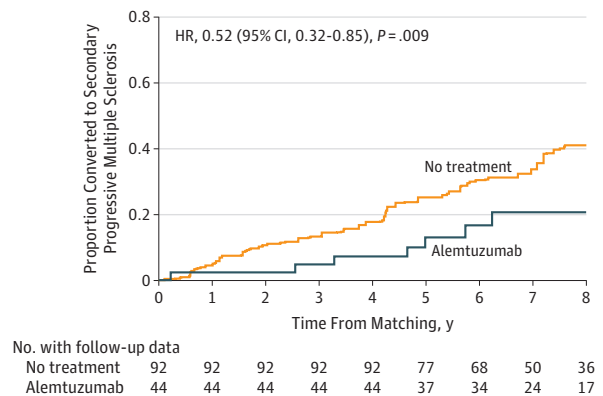 0.8
HR, 0.52 (95% CI, 0.32-0.85), P = .009
0.6
0.4
0.2
0
Proportion Converted to Secondary
Progressive Multiple Sclerosis
No treatment
Alemtuzumab
0 1 2 3 4 5 6 7 8
Time From Matching, y
No. with follow-up data
No treatment 92 92 92 92 92 77 68 50 36
Alemtuzumab 44 44 44 44 44 37 34 24 17